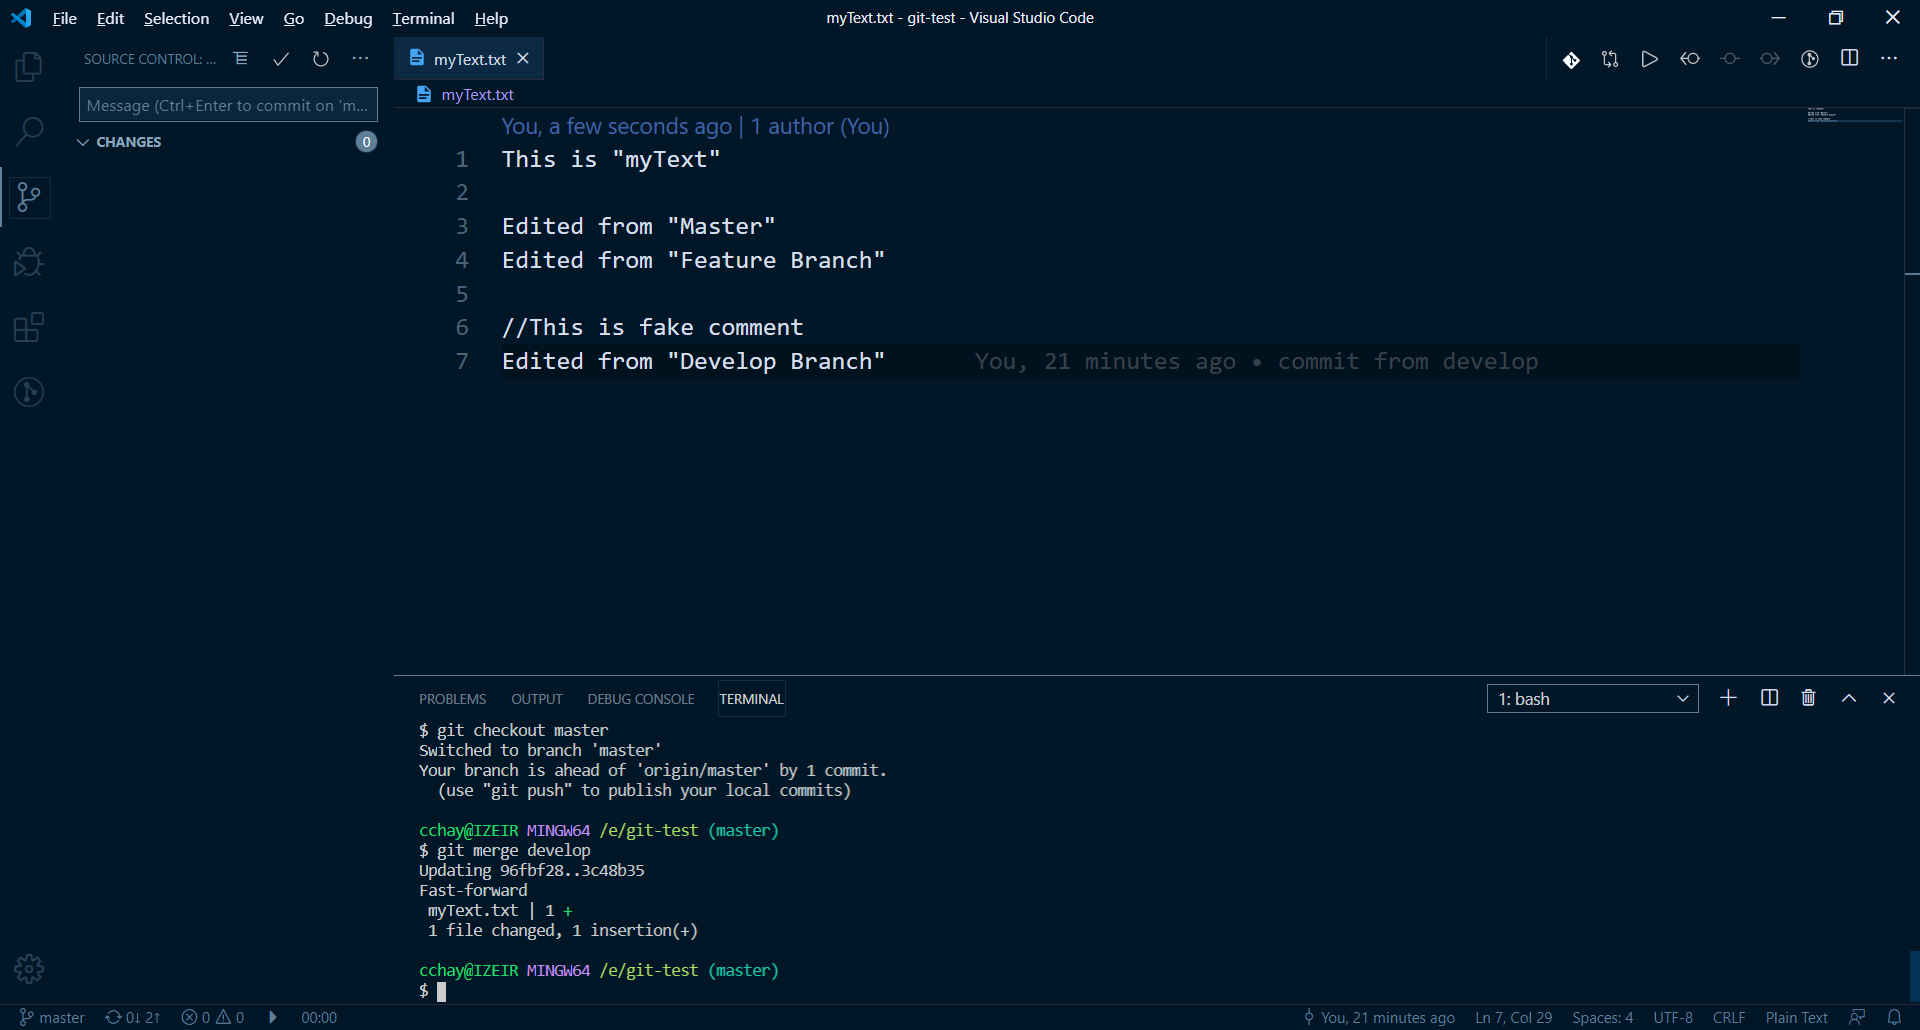 File Edit Selection View Go Debug Terminal Help
myText.txt - git-test - Visual Studio Code
SOURCE CONTROL: ...
myText.txt
Message (Ctrl+Enter to commit on 'm...
myText.txt
CHANGES 0
You, a few seconds ago | 1 author (You)
1 This is "myText"
2
3 Edited from "Master"
4 Edited from "Feature Branch"
5
6 //This is fake comment
7 Edited from "Develop Branch" You, 21 minutes ago • commit from develop
PROBLEMS OUTPUT DEBUG CONSOLE TERMINAL
1: bash
$ git checkout master
Switched to branch 'master'
Your branch is ahead of 'origin/master' by 1 commit.
(use "git push" to publish your local commits)
cchay@IZEIR MINGW64 /e/git-test (master)
$ git merge develop
Updating 96fbf28..3c48b35
Fast-forward
myText.txt | 1 +
1 file changed, 1 insertion(+)
cchay@IZEIR MINGW64 /e/git-test (master)
$
master 0↓ 2↑ 0 0 00:00 You, 21 minutes ago Ln 7, Col 29 Spaces: 4 UTF-8 CRLF Plain Text